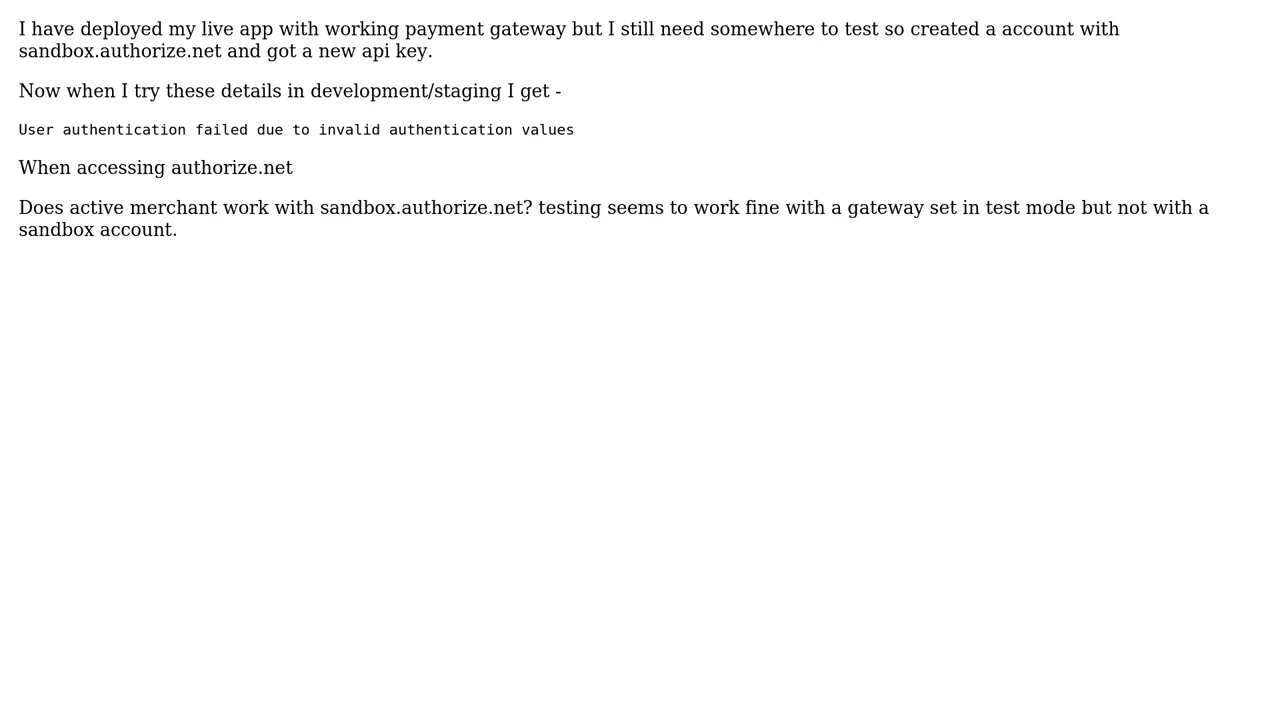 I have deployed my live app with working payment gateway but I still need somewhere to test so created a account with
sandbox.authorize.net and got a new api key.
Now when I try these details in development/staging I get -
User authentication failed due to invalid authentication values
When accessing authorize.net
Does active merchant work with sandbox.authorize.net? testing seems to work fine with a gateway set in test mode but not with a
sandbox account.